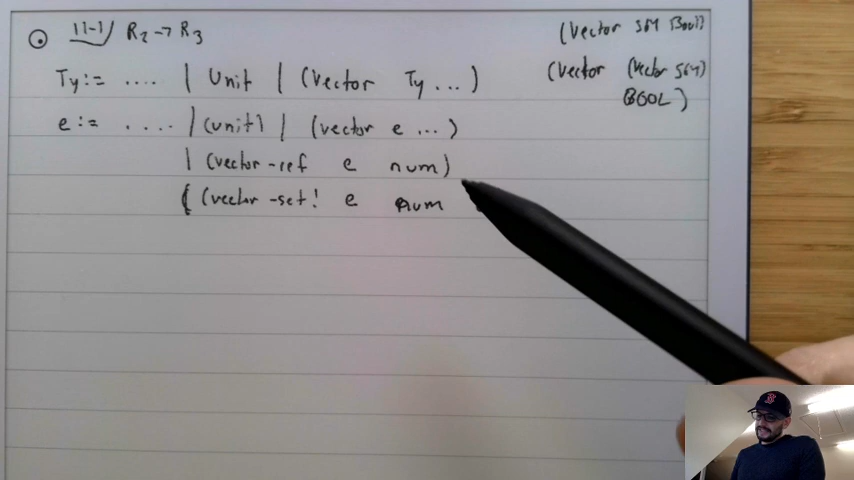 11-1/ R2 → R3
(Vector S64 Bool)
Ty:= .... | Unit | (Vector Ty ...)
(Vector (Vector S64)
BOOL)
e:= .... | (unit) | (vector e ...)
| (vector-ref e num)
| (vector-set! e num